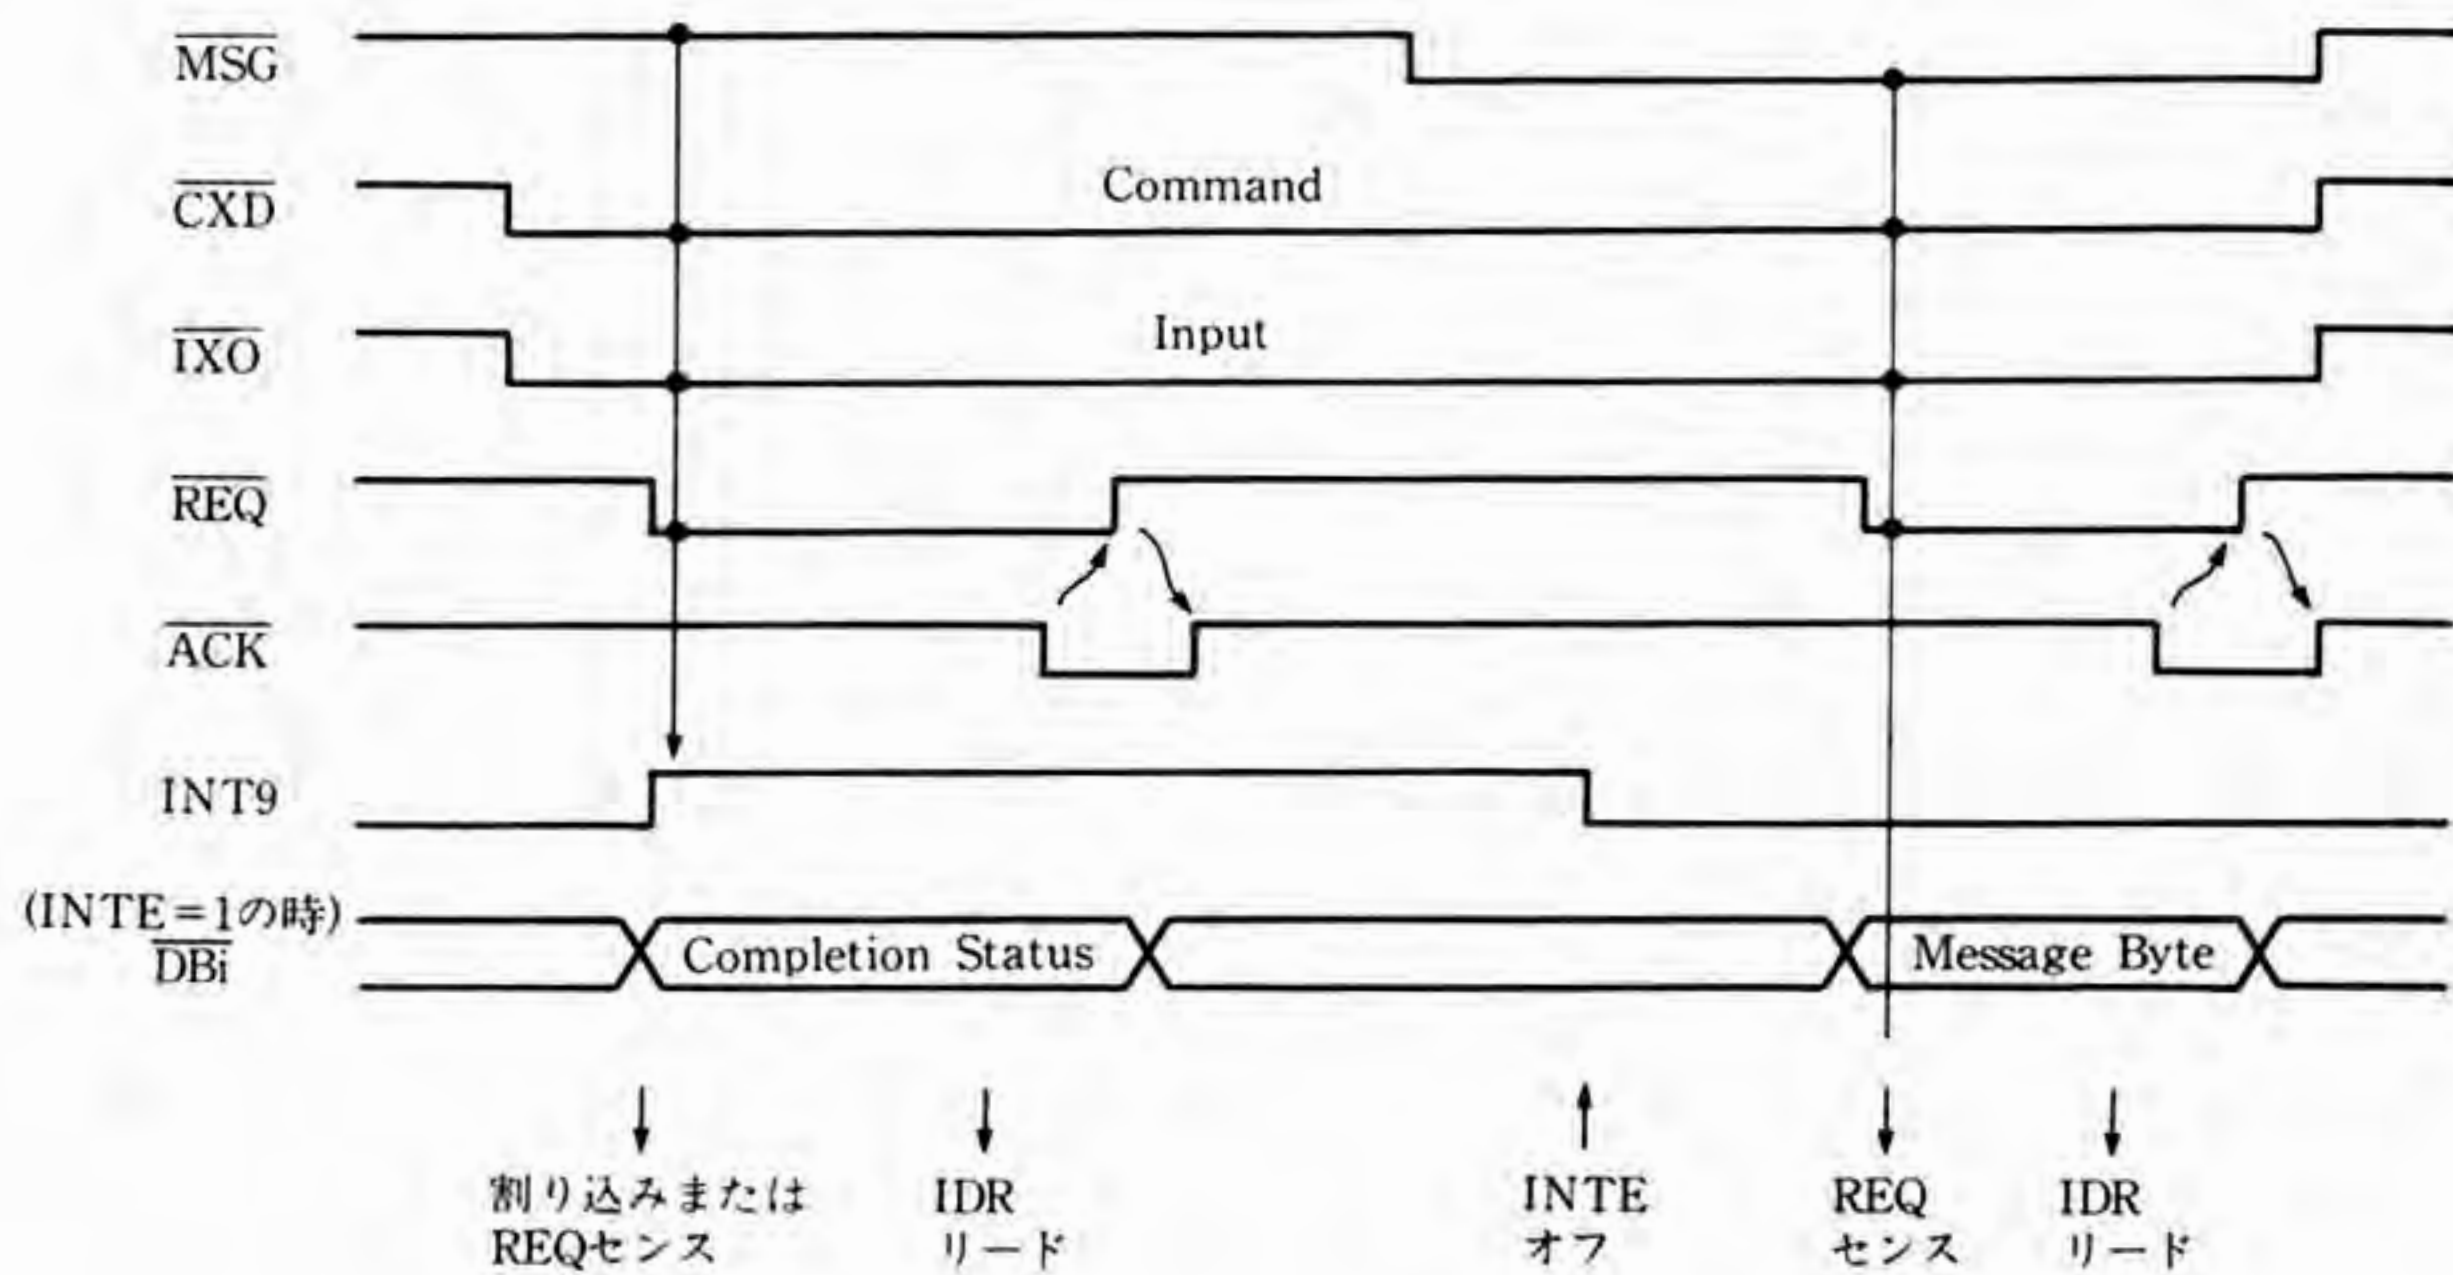 MSG
CXD
Command
IXO
Input
REQ
ACK
INT9
(INTE=1の時)
DBi
Completion Status
Message Byte
割り込みまたは
REQセンス
IDR
リード
INTE
オフ
REQ
センス
IDR
リード